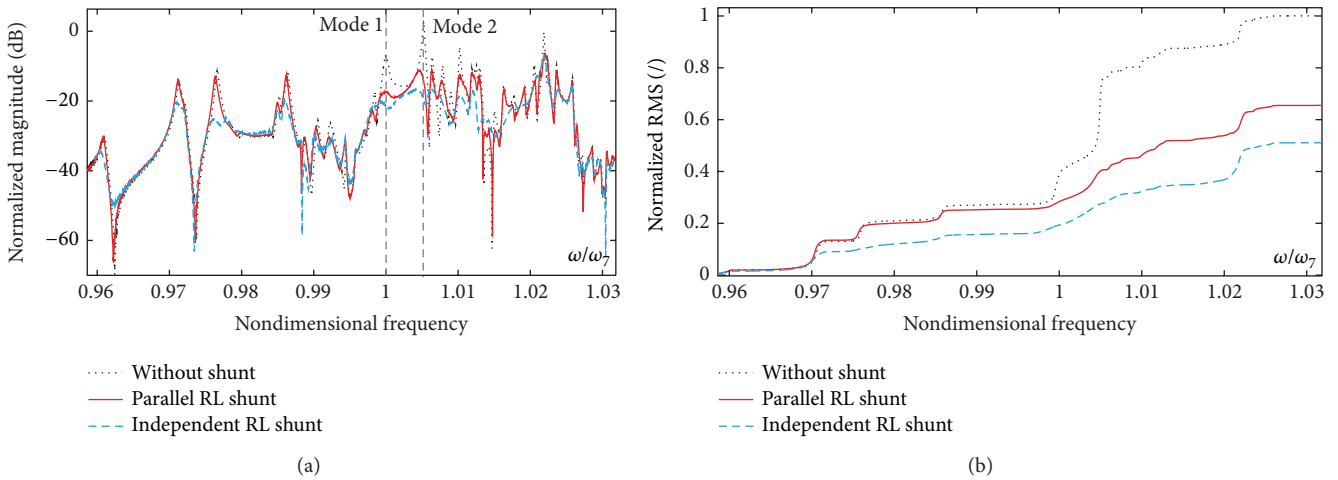 Normalized magnitude (dB)
0
−20
−40
−60
Mode 1
Mode 2
ω/ω7
0.96
0.97
0.98
0.99
1
1.01
1.02
1.03
Nondimensional frequency
Without shunt
Parallel RL shunt
Independent RL shunt
(a)
Normalized RMS (/)
1
0.8
0.6
0.4
0.2
0
ω/ω7
0.96
0.97
0.98
0.99
1
1.01
1.02
1.03
Nondimensional frequency
Without shunt
Parallel RL shunt
Independent RL shunt
(b)